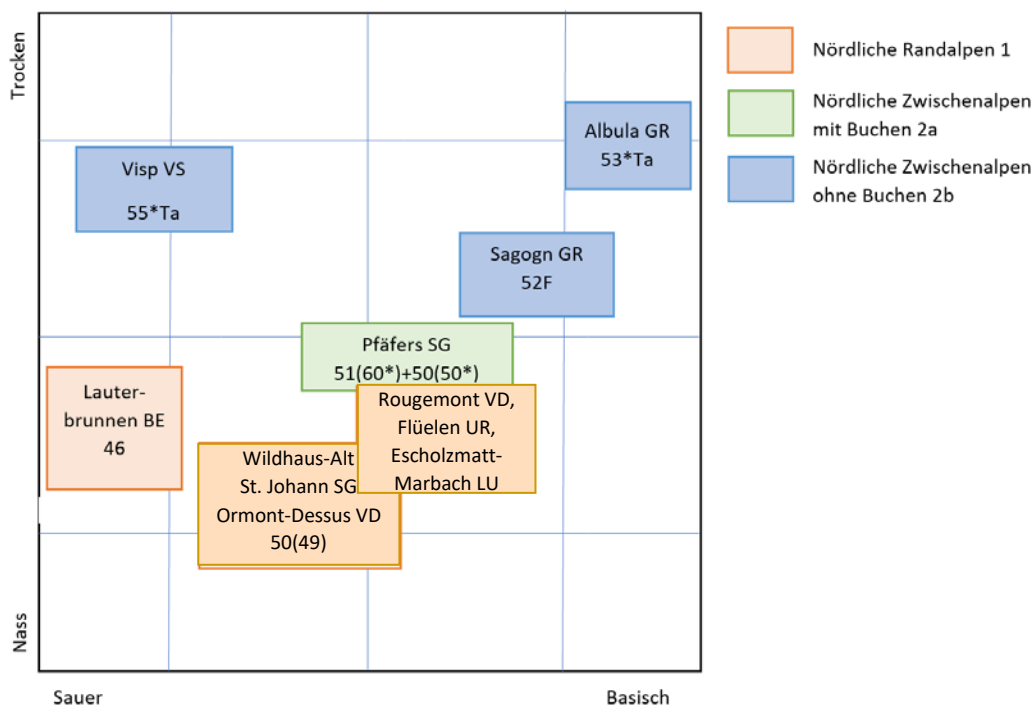 Trocken
Nördliche Randalpen 1
Nördliche Zwischenalpen
mit Buchen 2a
Nördliche Zwischenalpen
ohne Buchen 2b
Albula GR
53*Ta
Visp VS
55*Ta
Sagogn GR
52F
Pfäfers SG
51(60*)+50(50*)
Lauter-
brunnen BE
46
Rougemont VD,
Flüelen UR,
Escholzmatt-
Marbach LU
Wildhaus-Alt
St. Johann SG
Ormont-Dessus VD
50(49)
Nass
Sauer
Basisch